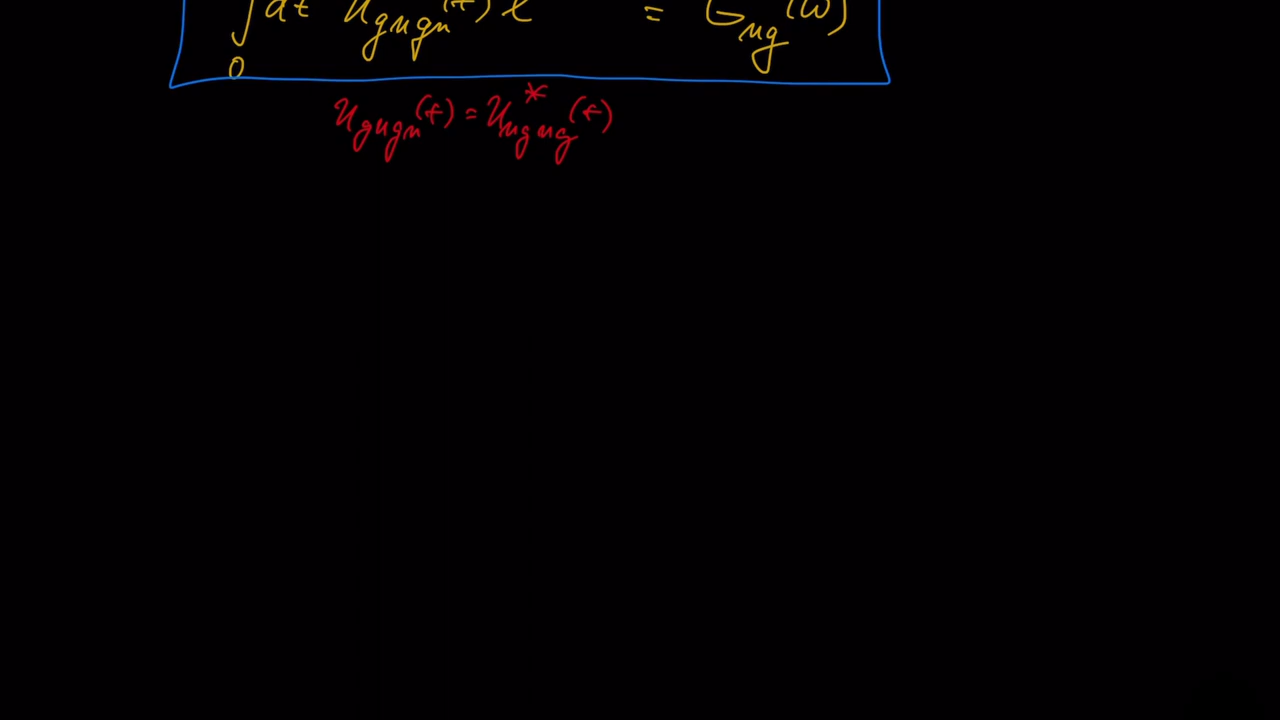 ∫₀ dt 𝒰_{gngn}(t) e = G_{ng}(ω)
𝒰_{gngn}(t) = 𝒰*_{ngng}(t)